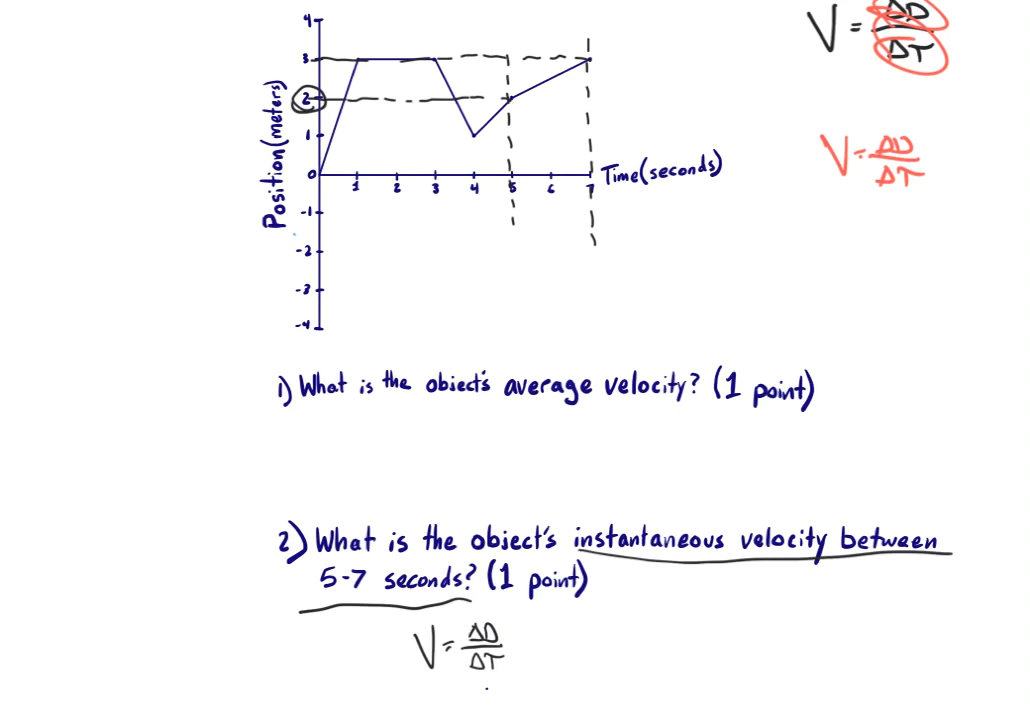 4
V = ΔD/ΔT
3
2
1
0
Position (meters)
1 2 3 4 5 6 7
Time (seconds)
V = ΔD/ΔT
-1
-2
-3
-4
1) What is the object's average velocity? (1 point)
2) What is the object's instantaneous velocity between
5-7 seconds? (1 point)
V = ΔD/ΔT